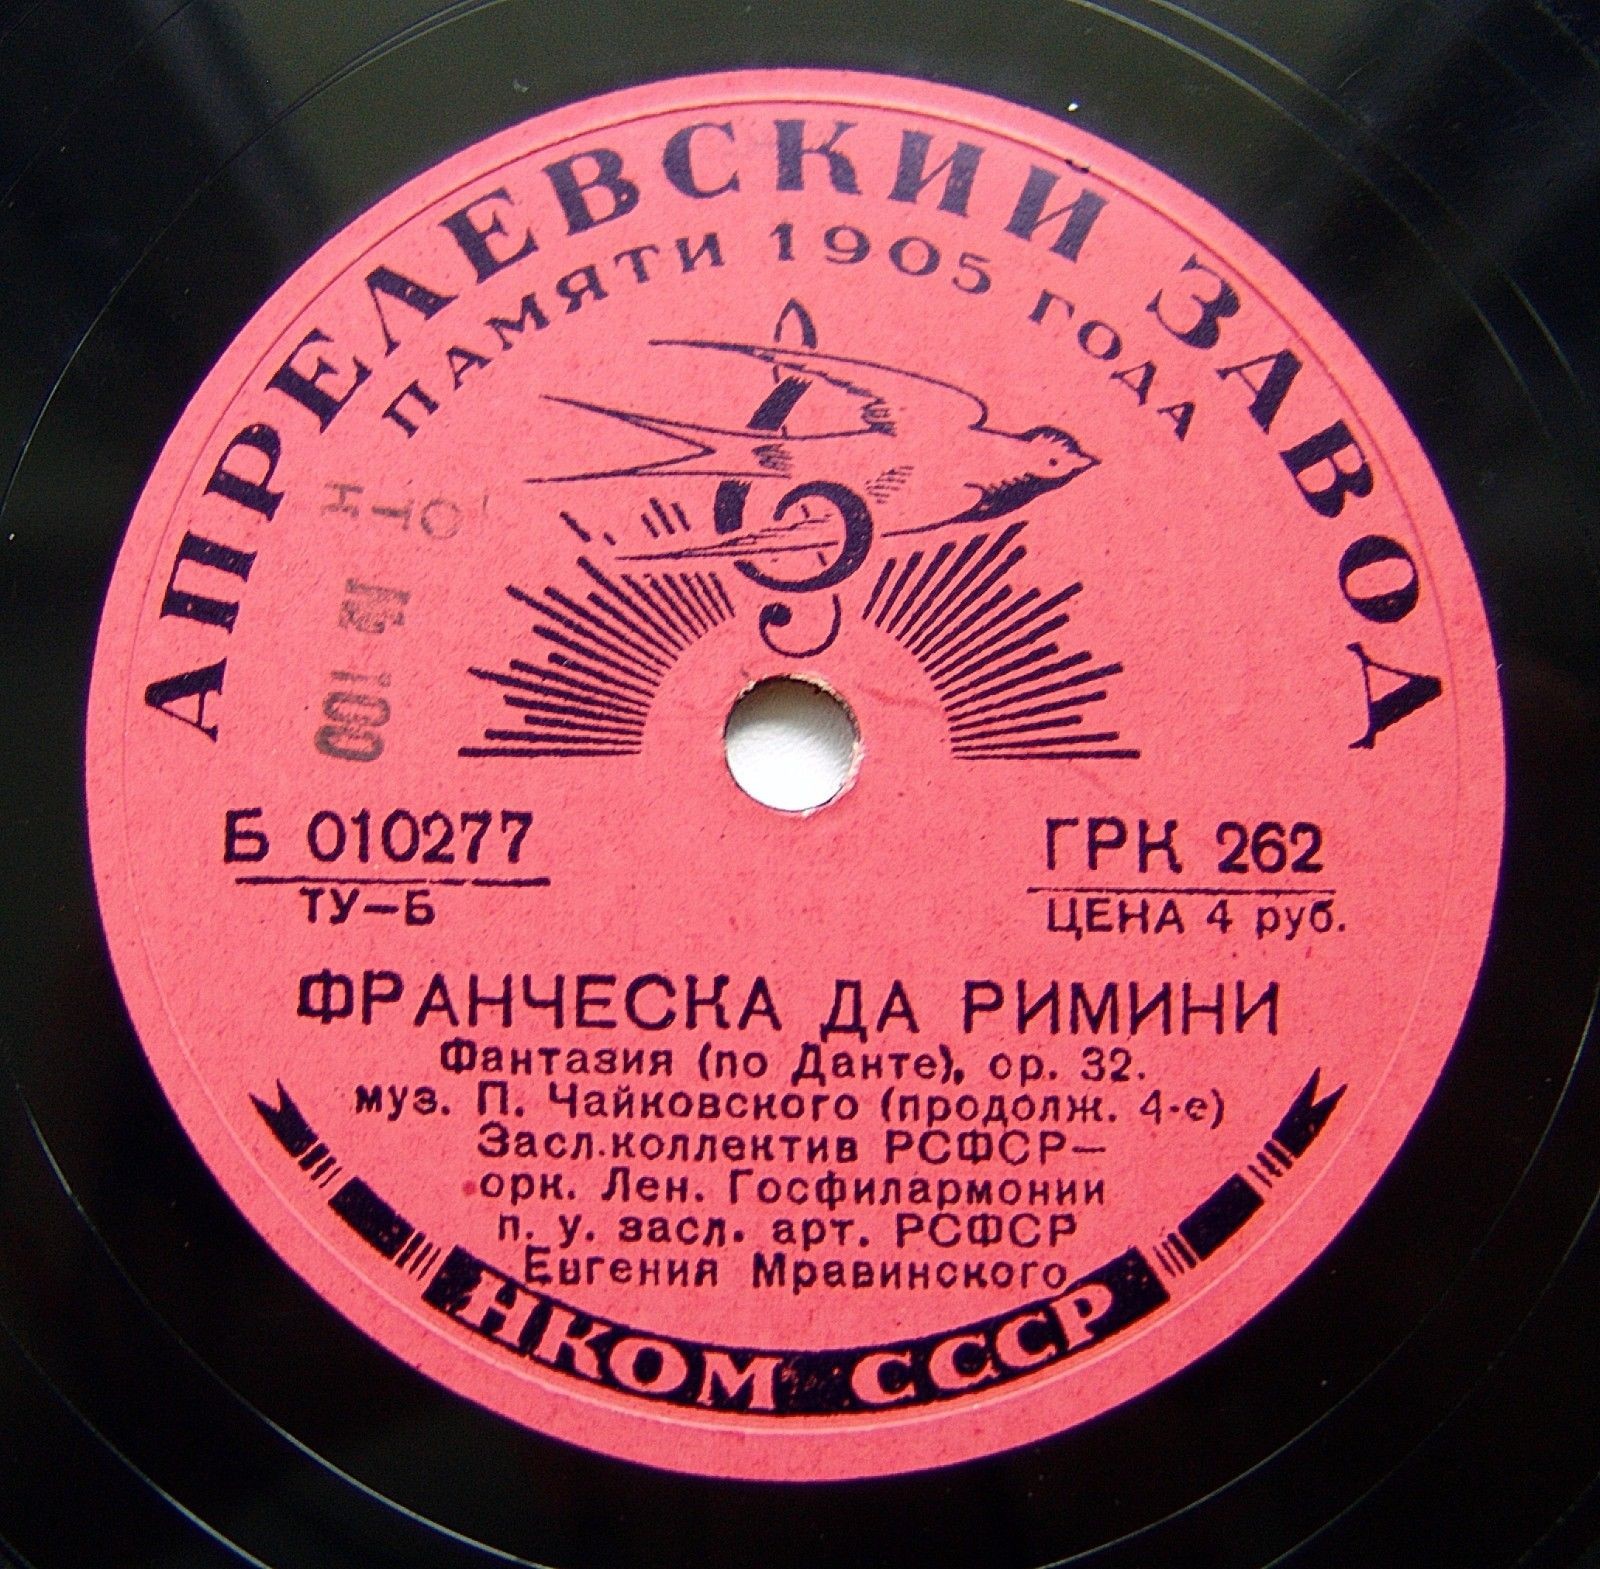 АПРЕЛЕВСКИЙ ЗАВОД
ПАМЯТИ 1905 ГОДА
ОТК
Б 010277
ТУ–Б
ГРК 262
ЦЕНА 4 руб.
ФРАНЧЕСКА ДА РИМИНИ
Фантазия (по Данте), ор. 32.
муз. П. Чайковского (продолж. 4-е)
Засл.коллектив РСФСР–
орк. Лен. Госфилармонии
п. у. засл. арт. РСФСР
Евгения Мравинского
НКОМ СССР